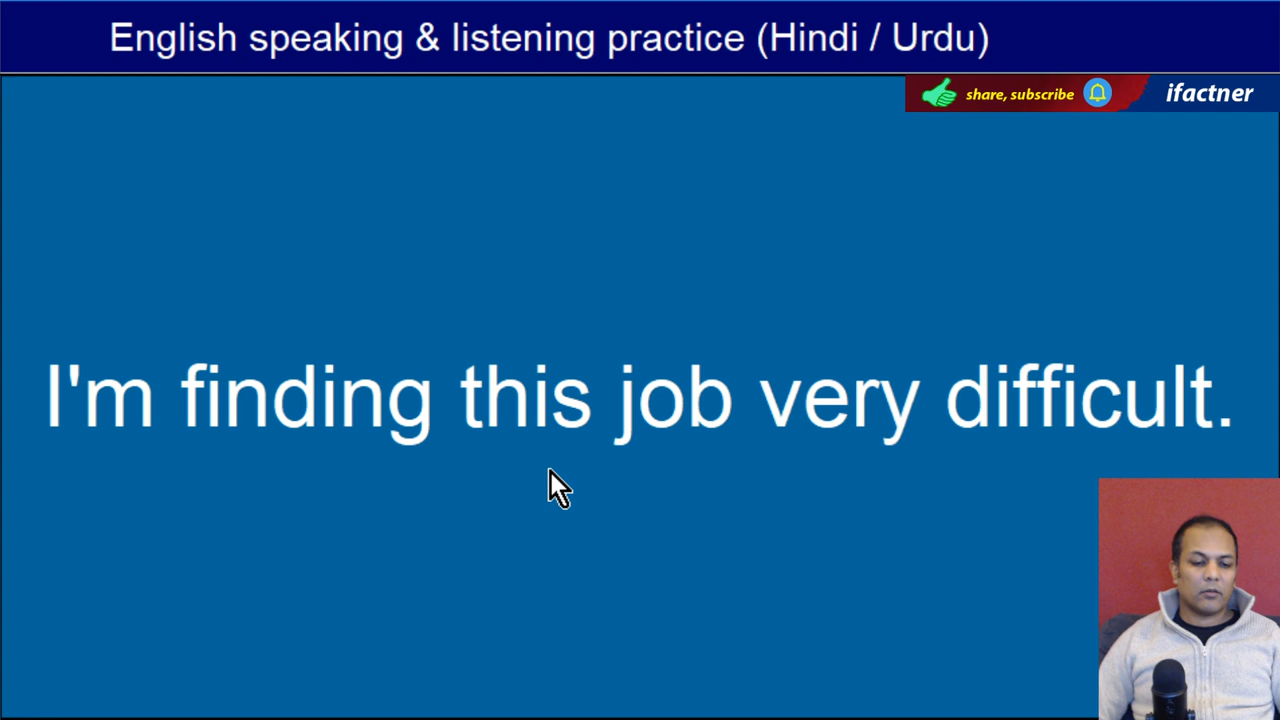 English speaking & listening practice (Hindi / Urdu)
share, subscribe
ifactner
I'm finding this job very difficult.